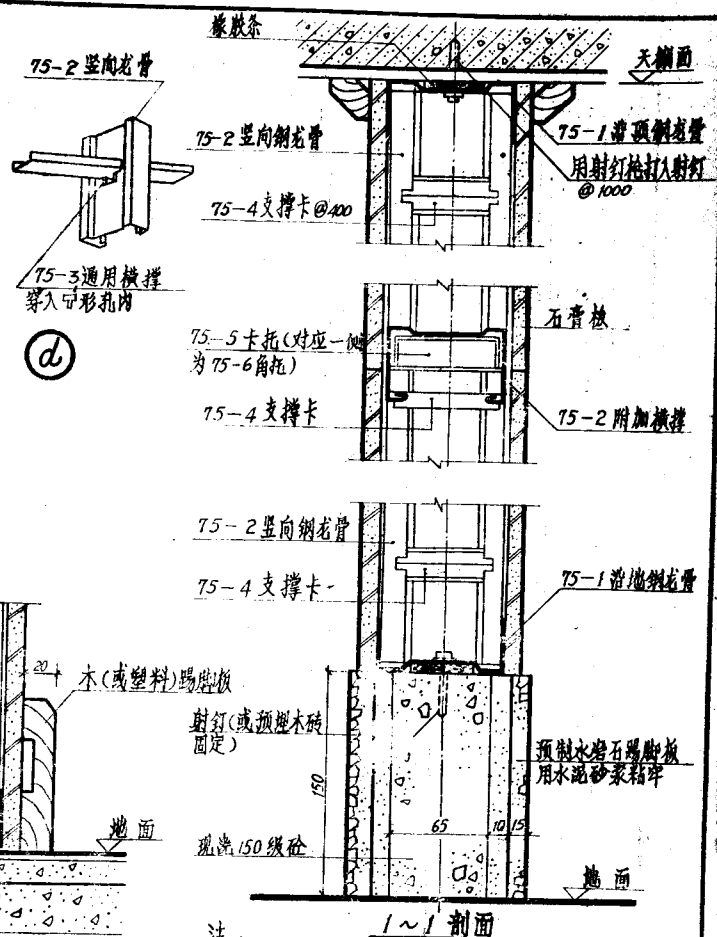 橡胶条
天棚面
75-2 竖向龙骨
75-2 竖向钢龙骨
75-1 沿顶钢龙骨
用射钉枪打入射钉
@1000
75-4 支撑卡@400
75-3 通用横撑
穿入 形孔内
d
石膏板
75-5 卡托(对应一侧
为 75-6 角托)
75-4 支撑卡
75-2 附加横撑
75-2 竖向钢龙骨
75-4 支撑卡
75-1 沿地钢龙骨
20
木(或塑料)踢脚板
射钉(或预埋木砖
固定)
预制水磨石踢脚板
用水泥砂浆粘牢
150
65
10
15
地面
现浇150级砼
地面
1~1 剖面